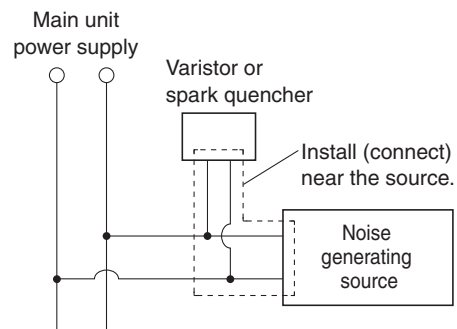 Main unit
power supply
Varistor or
spark quencher
Install (connect)
near the source.
Noise
generating
source